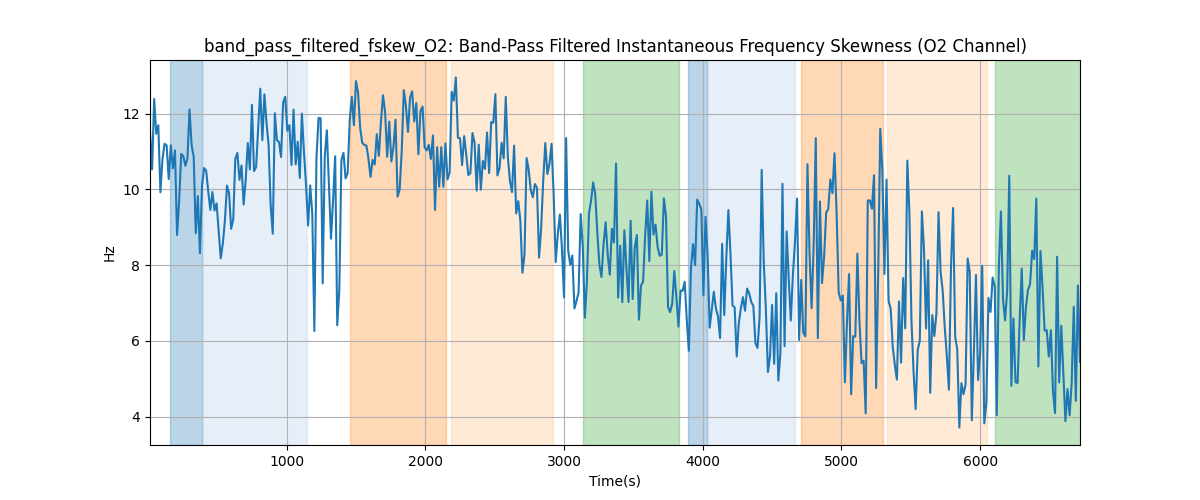 band_pass_filtered_fskew_O2: Band-Pass Filtered Instantaneous Frequency Skewness (O2 Channel)
12
10
8
6
4
Hz
1000 2000 3000 4000 5000 6000
Time(s)